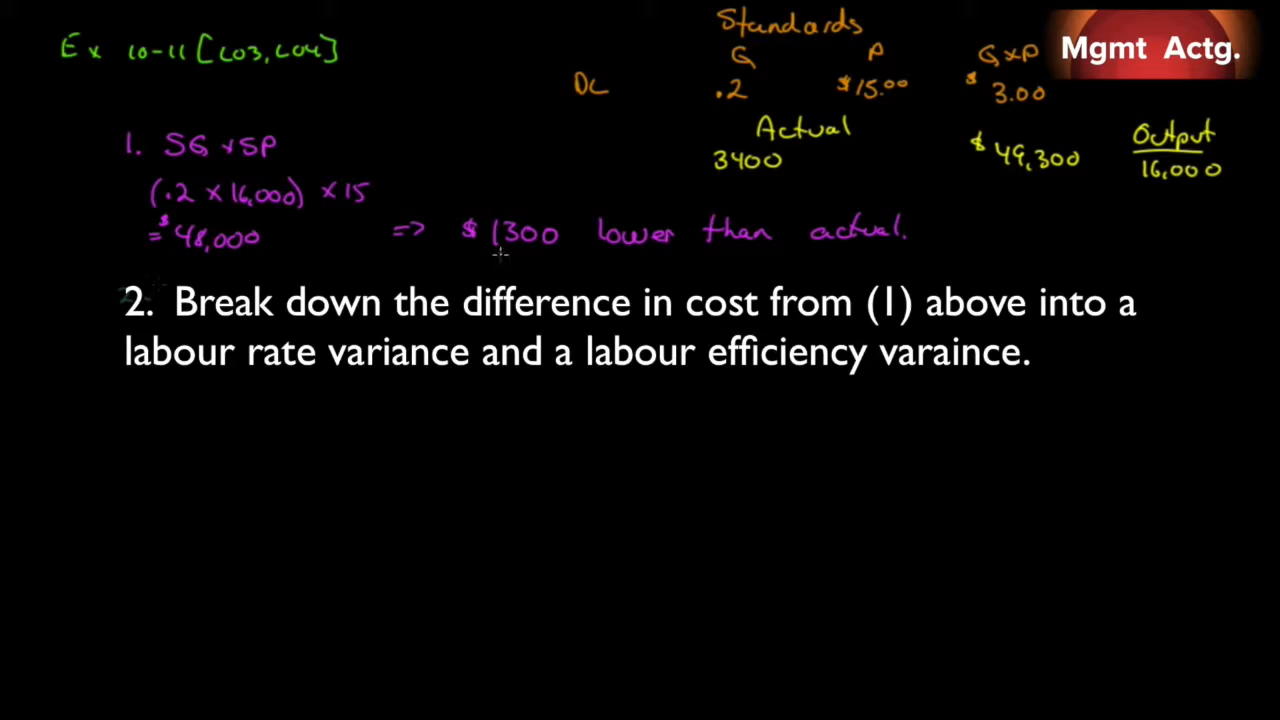 Standards
Mgmt Actg.
Ex 10-11 [LO3, LO4]
Q P Q x P
DL .2 $15.00 $3.00
Actual
3400 $49,300
Output
16,000
1. SQ x SP
(.2 x 16,000) x 15
= $48,000 => $1300 lower than actual.
2. Break down the difference in cost from (1) above into a
labour rate variance and a labour efficiency varaince.